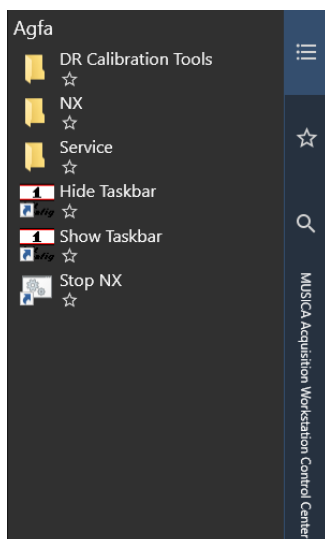 Agfa
DR Calibration Tools
NX
Service
Hide Taskbar
Show Taskbar
Stop NX
MUSICA Acquisition Workstation Control Center